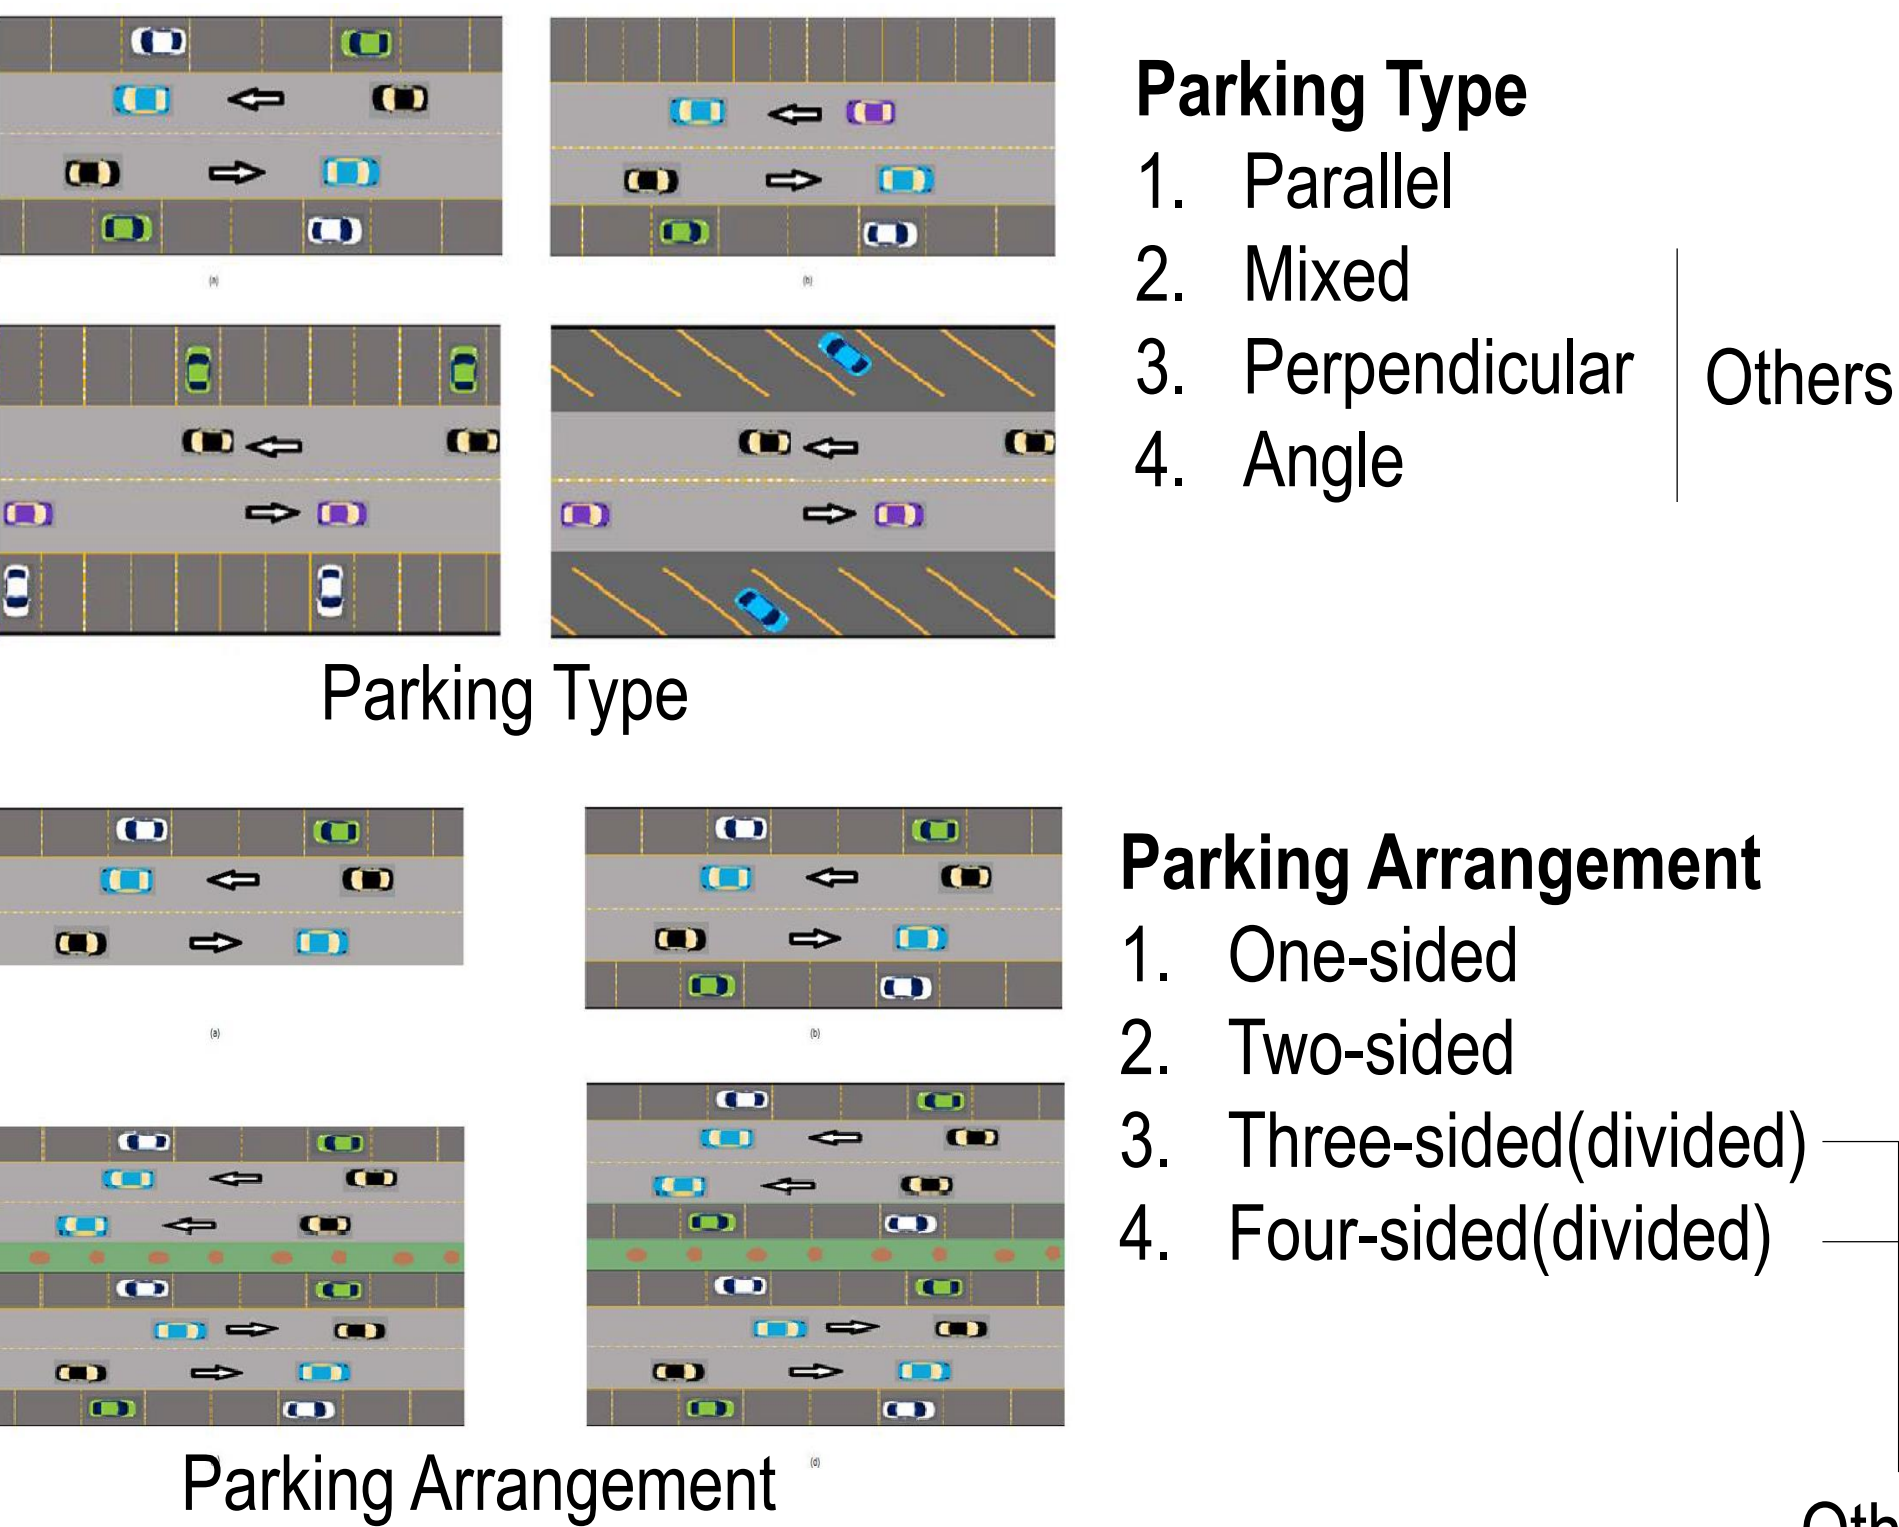 (a)
(b)
Parking Type
Parking Type
1. Parallel
2. Mixed
3. Perpendicular
4. Angle
Others
(a)
(b)
(d)
Parking Arrangement
Parking Arrangement
1. One-sided
2. Two-sided
3. Three-sided(divided)
4. Four-sided(divided)